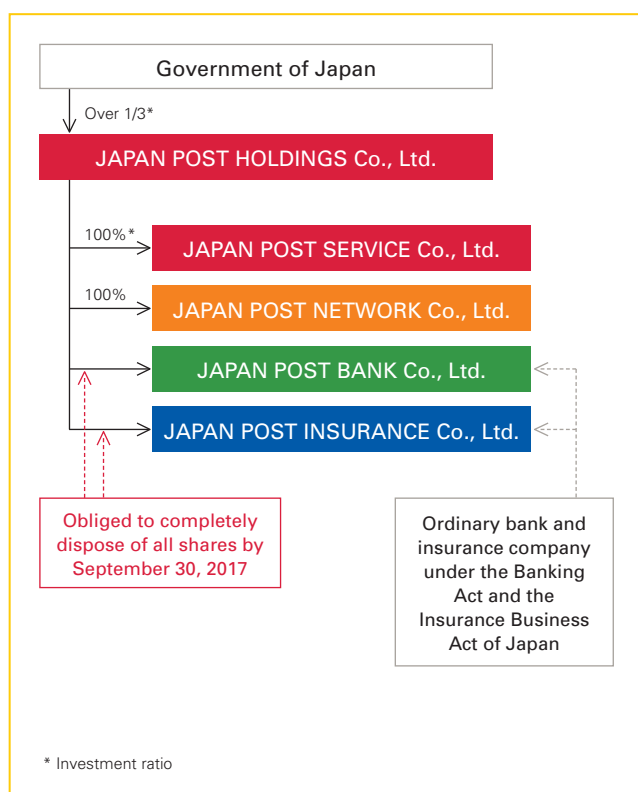 Government of Japan
Over 1/3*
JAPAN POST HOLDINGS Co., Ltd.
100%*
JAPAN POST SERVICE Co., Ltd.
100%
JAPAN POST NETWORK Co., Ltd.
JAPAN POST BANK Co., Ltd.
JAPAN POST INSURANCE Co., Ltd.
Obliged to completely
dispose of all shares by
September 30, 2017
Ordinary bank and
insurance company
under the Banking
Act and the
Insurance Business
Act of Japan
* Investment ratio